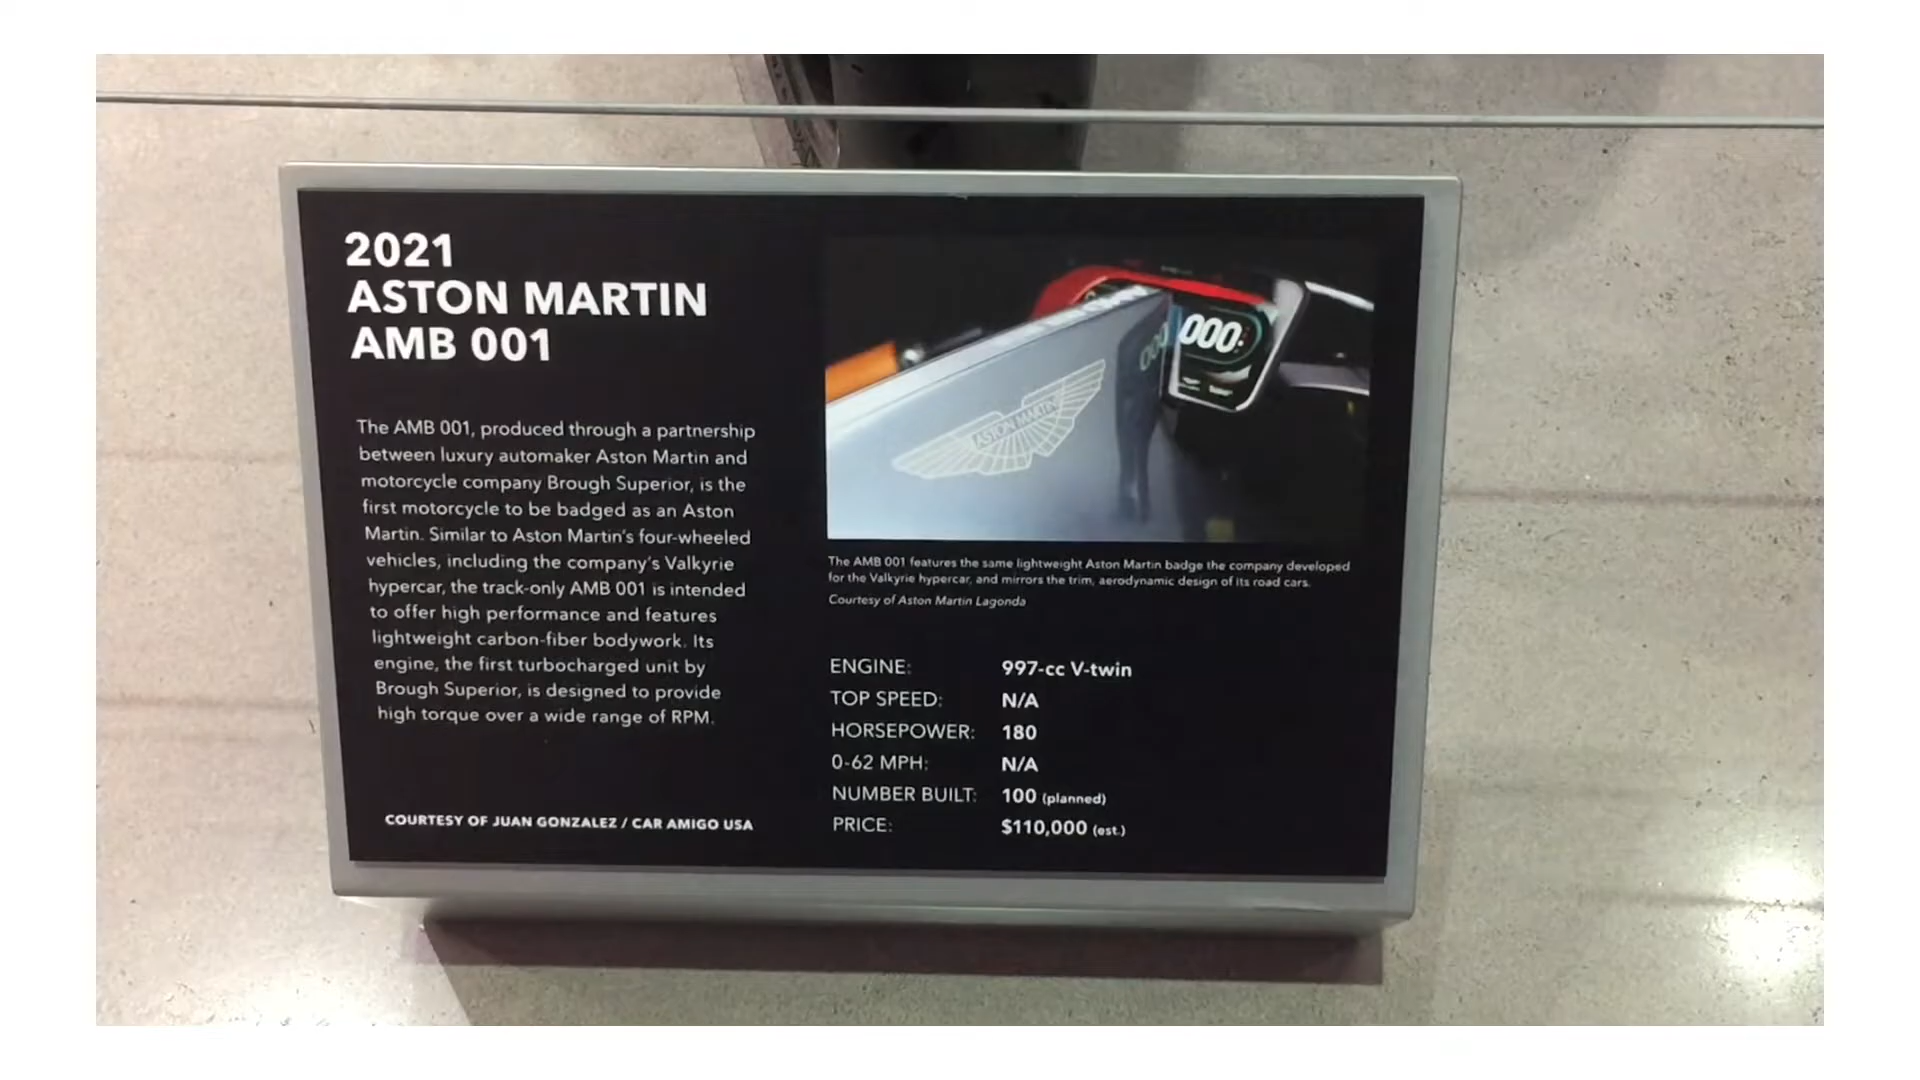 2021
ASTON MARTIN
AMB 001
The AMB 001, produced through a partnership
between luxury automaker Aston Martin and
motorcycle company Brough Superior, is the
first motorcycle to be badged as an Aston
Martin. Similar to Aston Martin's four-wheeled
vehicles, including the company's Valkyrie
hypercar, the track-only AMB 001 is intended
to offer high performance and features
lightweight carbon-fiber bodywork. Its
engine, the first turbocharged unit by
Brough Superior, is designed to provide
high torque over a wide range of RPM.
COURTESY OF JUAN GONZALEZ / CAR AMIGO USA
ASTON MARTIN
000
The AMB 001 features the same lightweight Aston Martin badge the company developed
for the Valkyrie hypercar, and mirrors the trim, aerodynamic design of its road cars.
Courtesy of Aston Martin Lagonda
ENGINE: 997-cc V-twin
TOP SPEED: N/A
HORSEPOWER: 180
0-62 MPH: N/A
NUMBER BUILT: 100 (planned)
PRICE: $110,000 (est.)